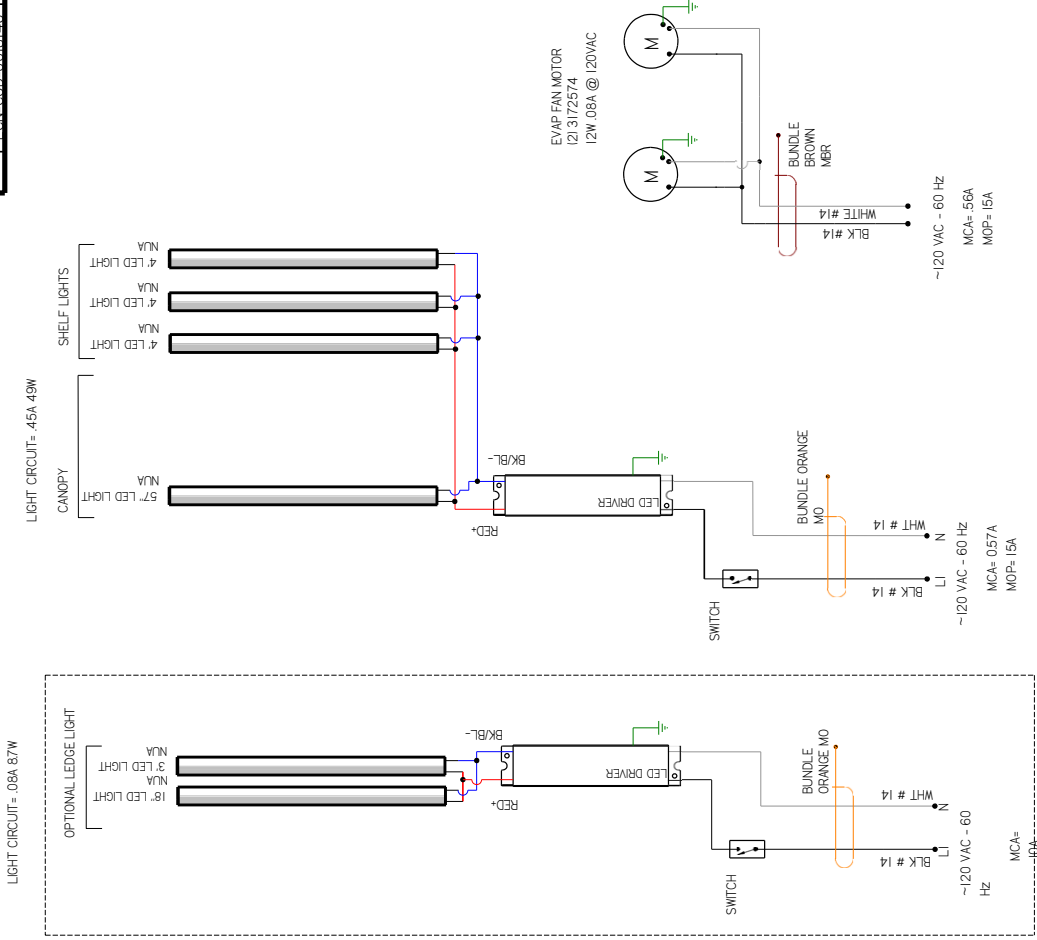 EVAP FAN MOTOR
(2) 3172574
12W .08A @ 120VAC
M
M
BUNDLE
BROWN
MBR
WHITE #14
BLK #14
~120 VAC - 60 Hz
MCA= .56A
MOP= 15A
LIGHT CIRCUIT= .45A 49W
SHELF LIGHTS
NUA
4' LED LIGHT
NUA
4' LED LIGHT
NUA
4' LED LIGHT
CANOPY
NUA
57" LED LIGHT
BK/BL-
RED+
LED DRIVER
SWITCH
BUNDLE ORANGE
MO
WHT # 14
BLK # 14
N
L1
~120 VAC - 60 Hz
MCA= 0.57A
MOP= 15A
LIGHT CIRCUIT= .08A 8.7W
OPTIONAL LEDGE LIGHT
NUA
3' LED LIGHT
NUA
18" LED LIGHT
BK/BL-
RED+
LED DRIVER
SWITCH
BUNDLE
ORANGE MO
WHT # 14
BLK # 14
N
L1
~120 VAC - 60
Hz
MCA=
.10A